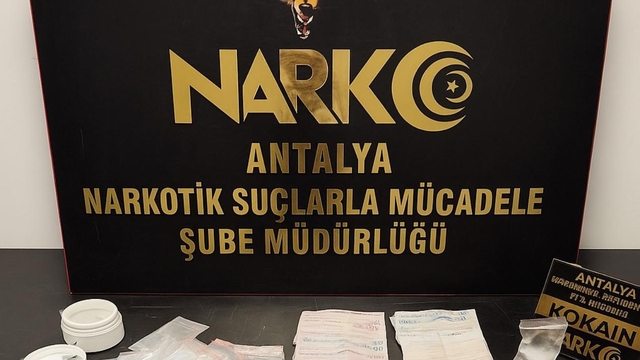 NARKO
ANTALYA
NARKOTİK SUÇLARLA MÜCADELE
ŞUBE MÜDÜRLÜĞÜ
ANTALYA
KOKAIN